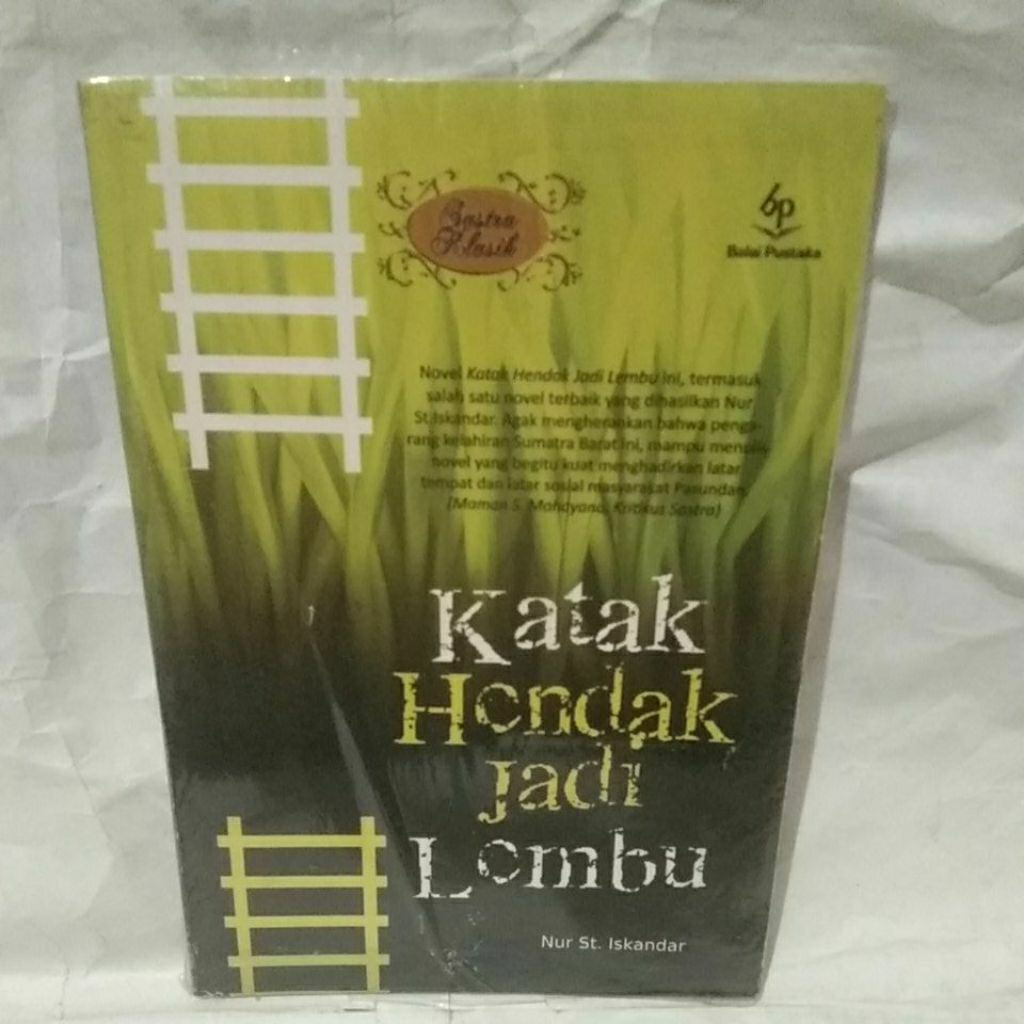 Sastra
Klasik
bp
Balai Pustaka
Novel Katak Hendak Jadi Lembu ini, termasuk
salah satu novel terbaik yang dihasilkan Nur
St.Iskandar. Agak mengherankan bahwa penga-
rang kelahiran Sumatra Barat ini, mampu menulis
novel yang begitu kuat menghadirkan latar
tempat dan latar sosial masyarakat Pasundan.
(Maman S. Mahayana, Kritikus Sastra)
Katak
Hendak
Jadi
Lembu
Nur St. Iskandar